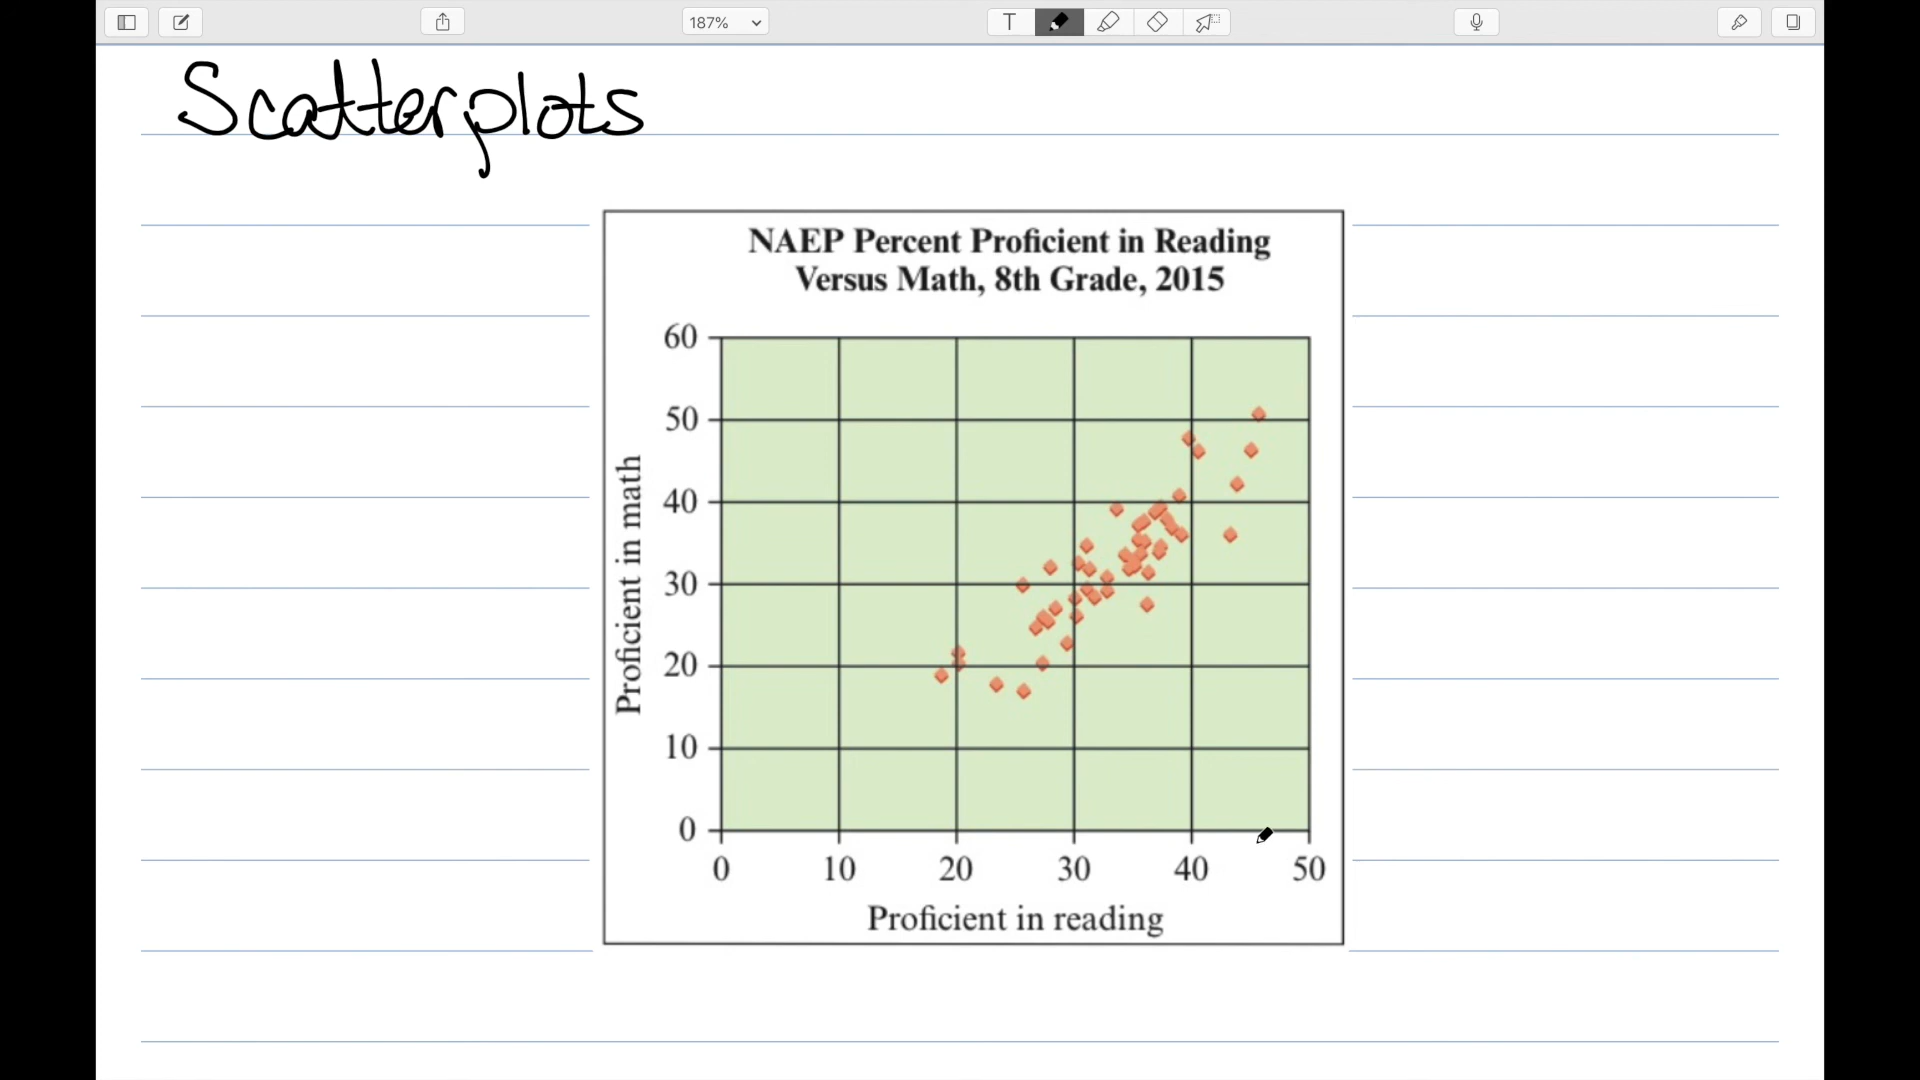 187%
T
Scatterplots
NAEP Percent Proficient in Reading
Versus Math, 8th Grade, 2015
60
50
40
30
20
10
0
Proficient in math
0 10 20 30 40 50
Proficient in reading